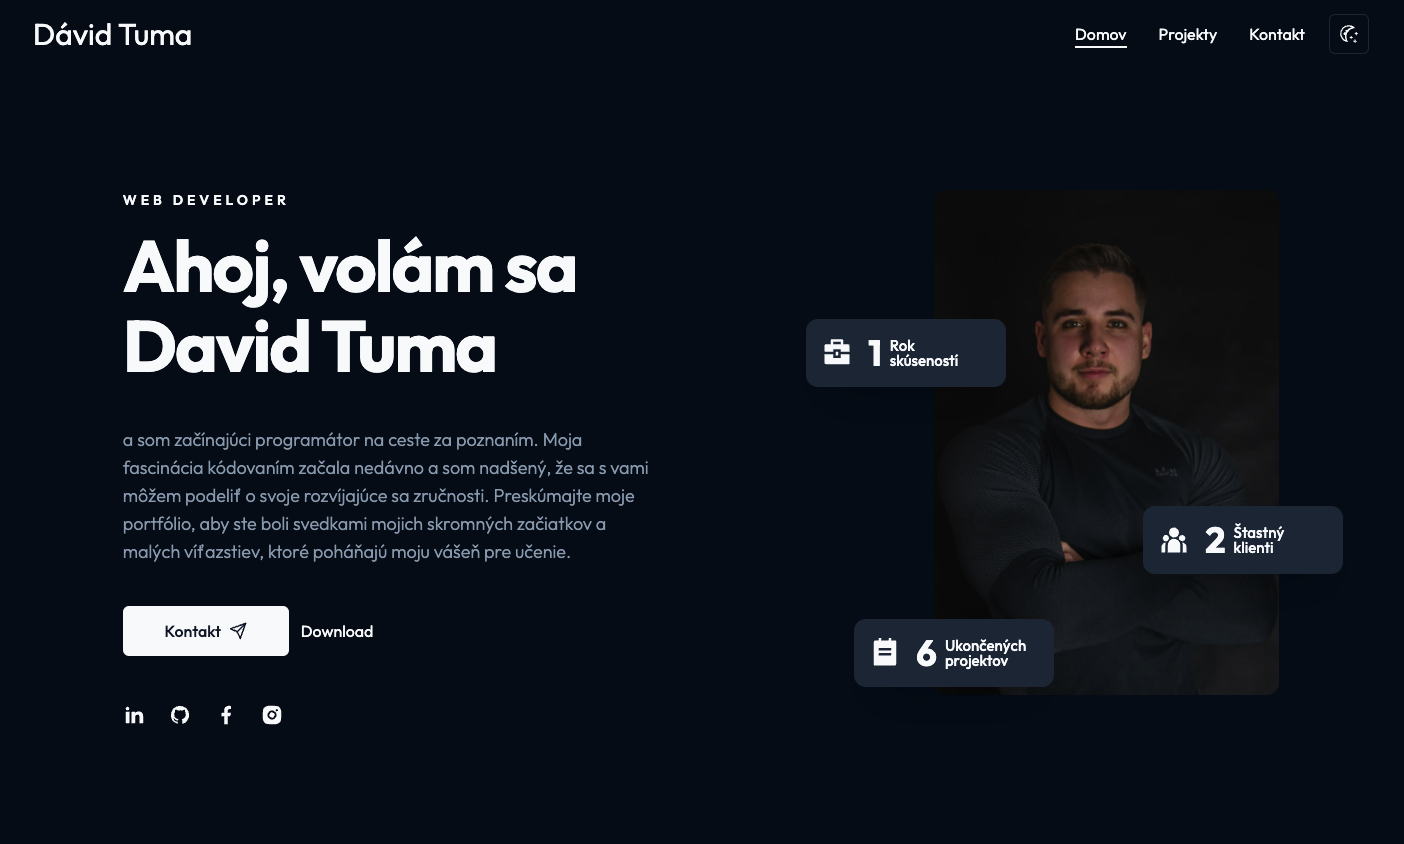 Dávid Tuma
Domov
Projekty
Kontakt
WEB DEVELOPER
Ahoj, volám sa
David Tuma
a som začínajúci programátor na ceste za poznaním. Moja
fascinácia kódovaním začala nedávno a som nadšený, že sa s vami
môžem podeliť o svoje rozvíjajúce sa zručnosti. Preskúmajte moje
portfólio, aby ste boli svedkami mojich skromných začiatkov a
malých víťazstiev, ktoré poháňajú moju vášeň pre učenie.
Kontakt
Download
1 Rok
skúseností
2 Štastný
klienti
6 Ukončených
projektov